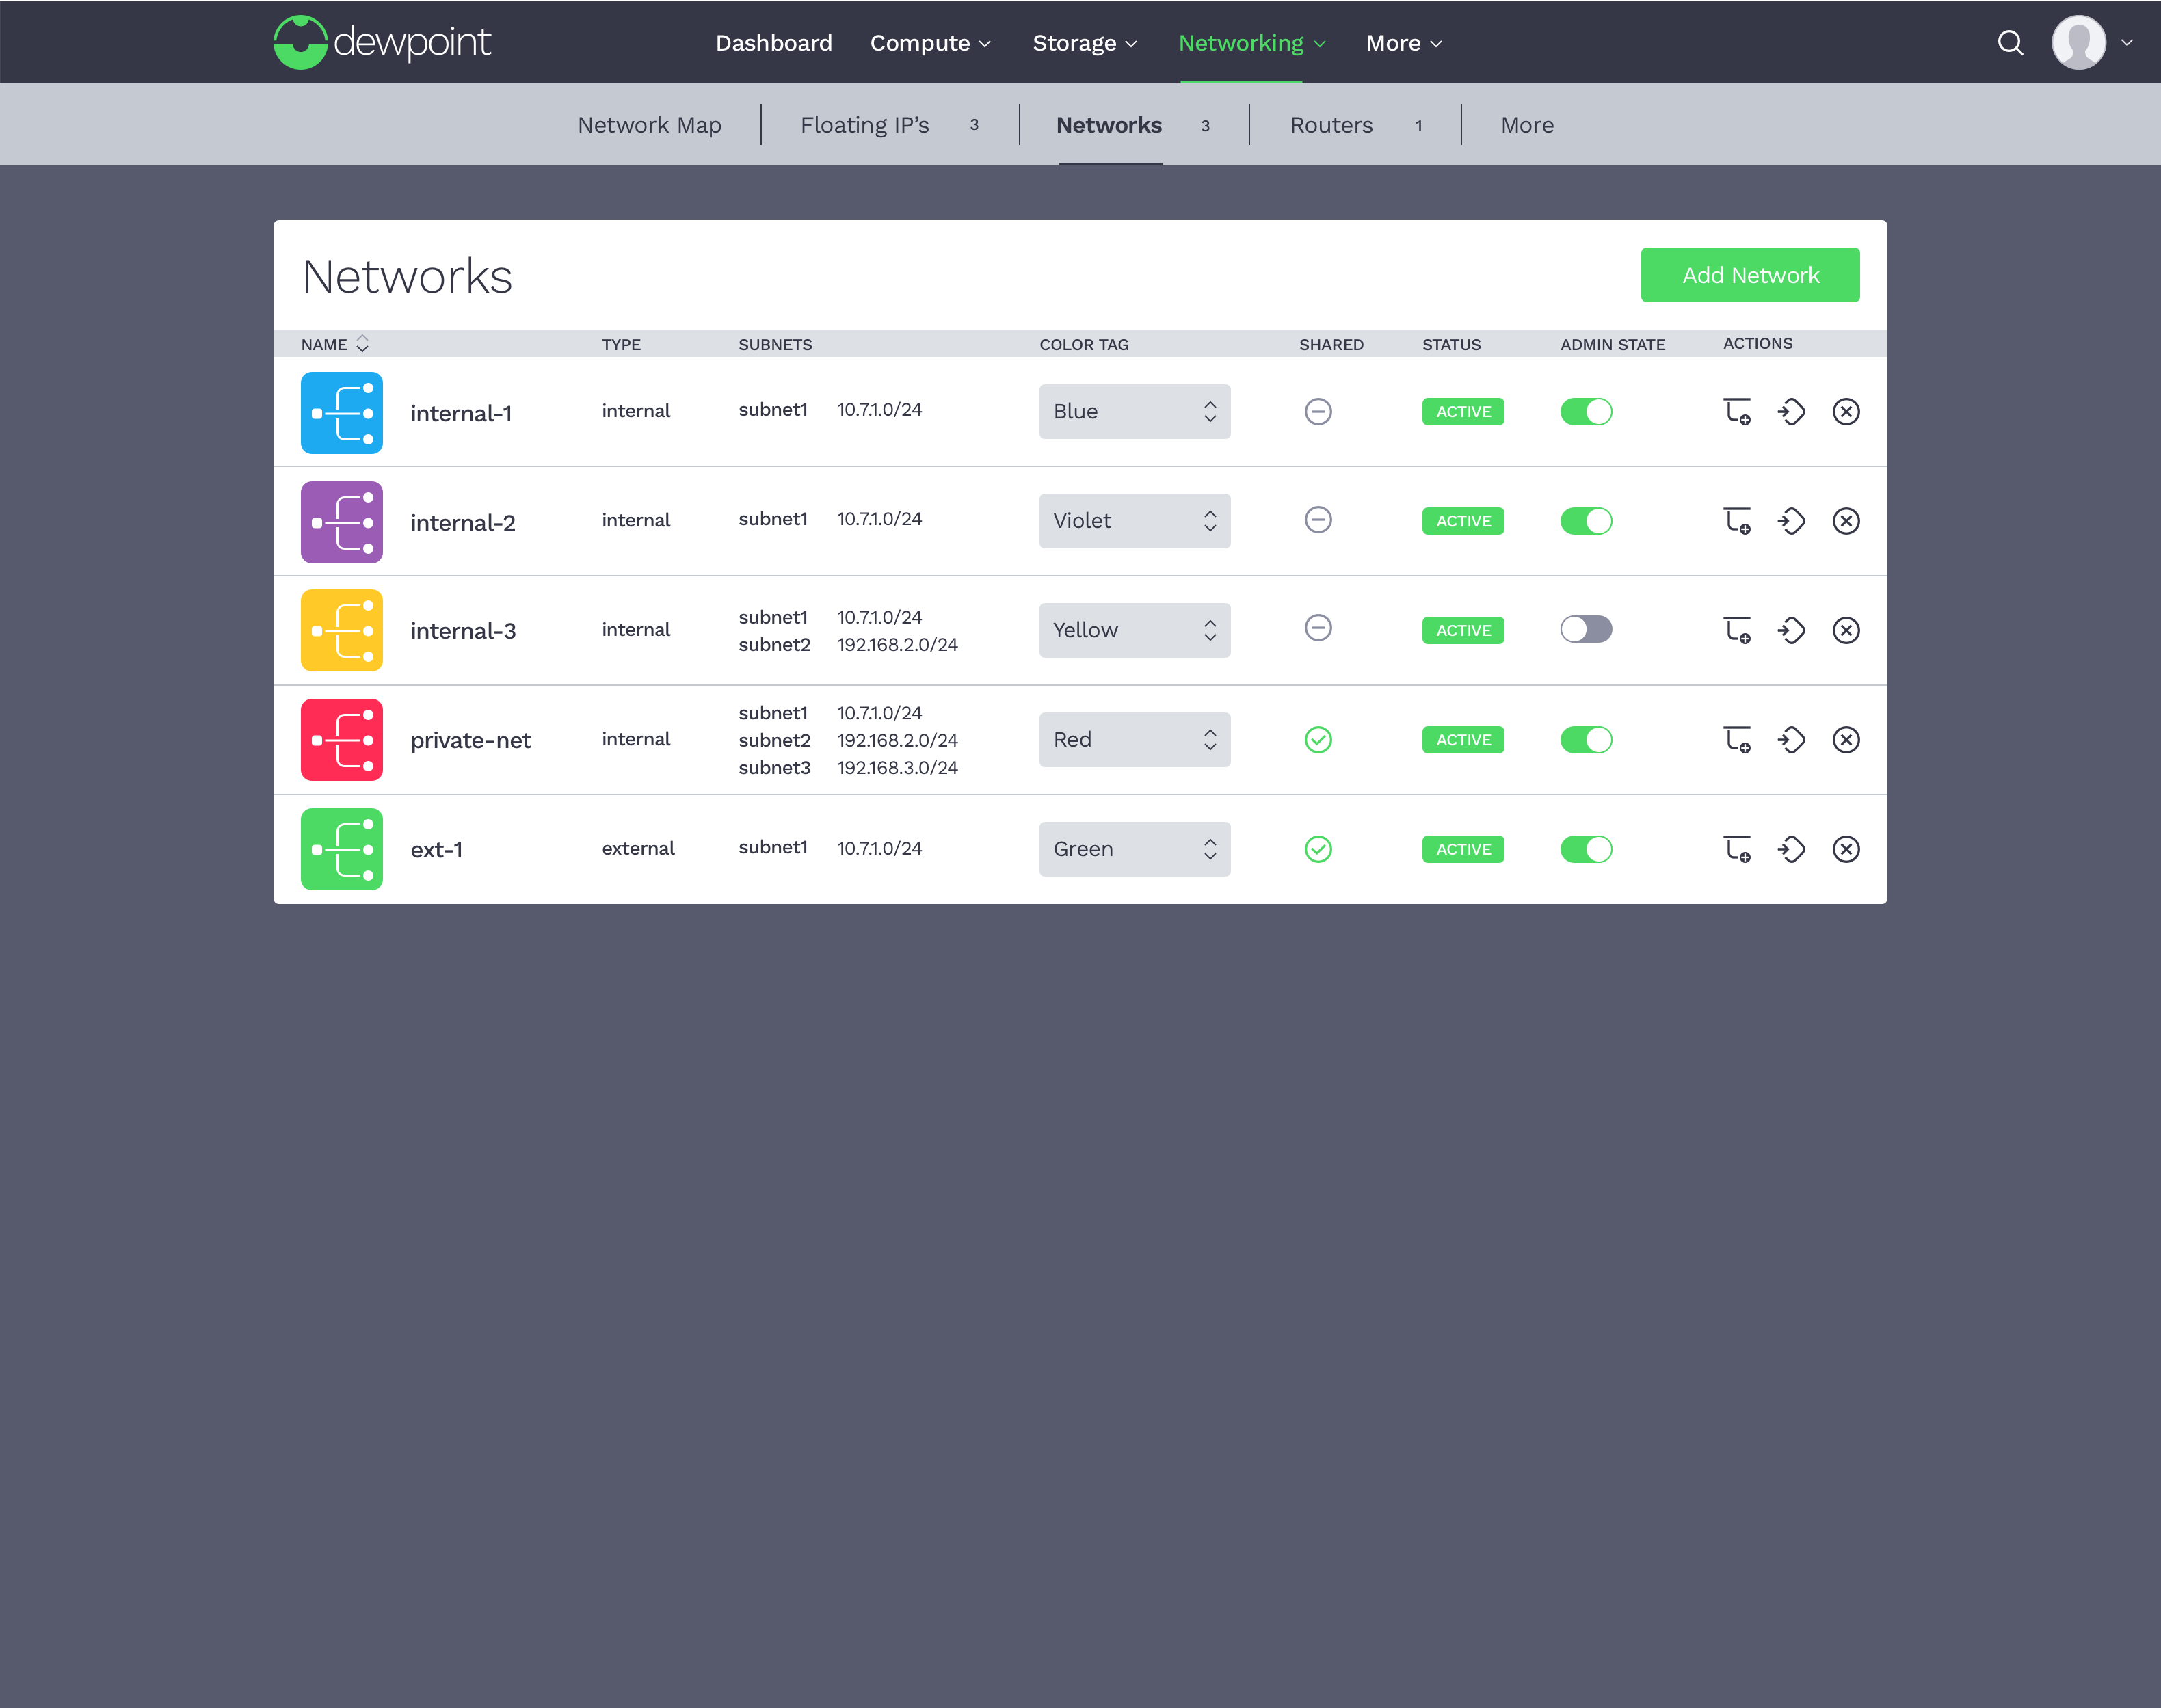 dewpoint Dashboard Compute Storage Networking More
Network Map Floating IP’s 3 Networks 3 Routers 1 More
Networks Add Network
NAME TYPE SUBNETS COLOR TAG SHARED STATUS ADMIN STATE ACTIONS
internal-1 internal subnet1 10.7.1.0/24 Blue ACTIVE
internal-2 internal subnet1 10.7.1.0/24 Violet ACTIVE
subnet1 10.7.1.0/24
internal-3 internal Yellow ACTIVE
subnet2 192.168.2.0/24
subnet1 10.7.1.0/24
private-net internal subnet2 192.168.2.0/24 Red ACTIVE
subnet3 192.168.3.0/24
ext-1 external subnet1 10.7.1.0/24 Green ACTIVE